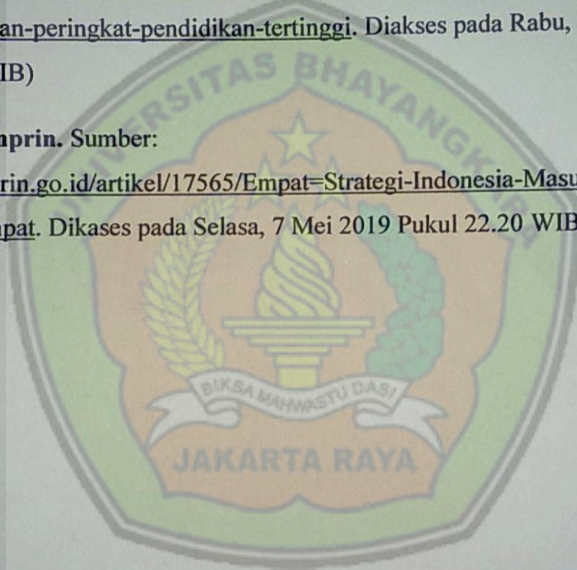 an-peringkat-pendidikan-tertinggi. Diakses pada Rabu,
IB)
nprin. Sumber:
rin.go.id/artikel/17565/Empat=Strategi-Indonesia-Masu
pat. Dikases pada Selasa, 7 Mei 2019 Pukul 22.20 WIB
UNIVERSITAS BHAYANGKARA
BIKSA MAHWASTU DASI
JAKARTA RAYA